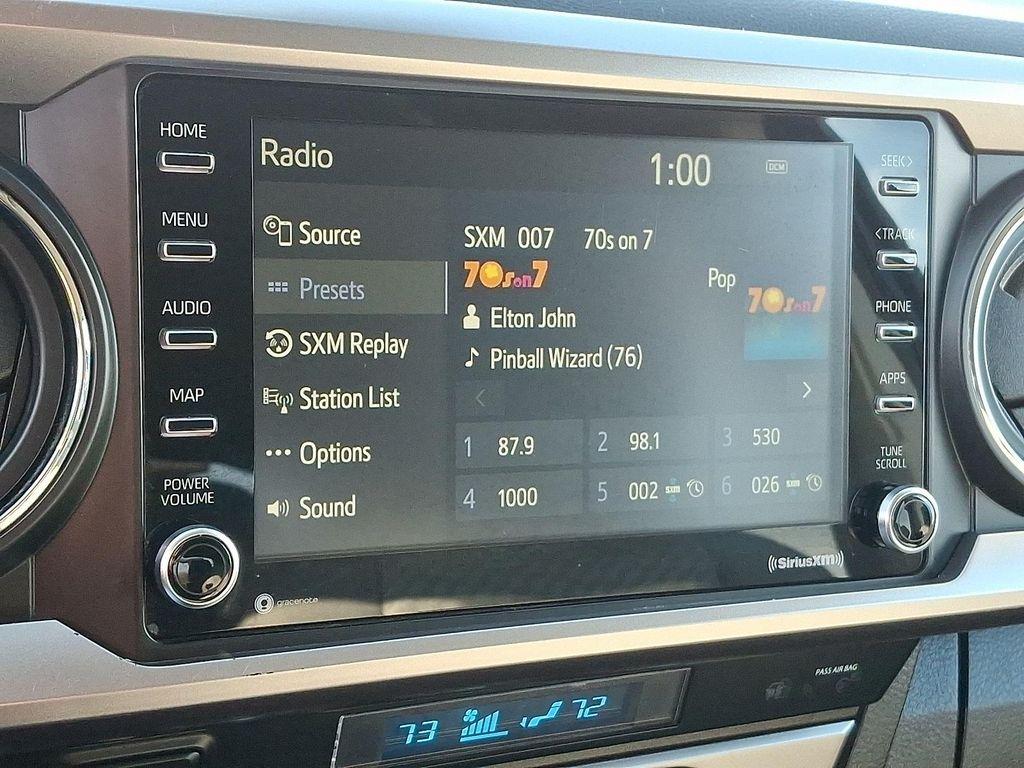 HOME
MENU
AUDIO
MAP
POWER
VOLUME
Radio
1:00
DCM
Source
Presets
SXM Replay
Station List
Options
Sound
SXM 007 70s on 7
70s on 7
Pop
70s on 7
Elton John
Pinball Wizard (76)
< >
1 87.9
2 98.1
3 530
4 1000
5 002 sxm
6 026 sxm
SEEK>
<TRACK
PHONE
APPS
TUNE
SCROLL
gracenote
((SiriusXM))
PASS AIR BAG
73 72